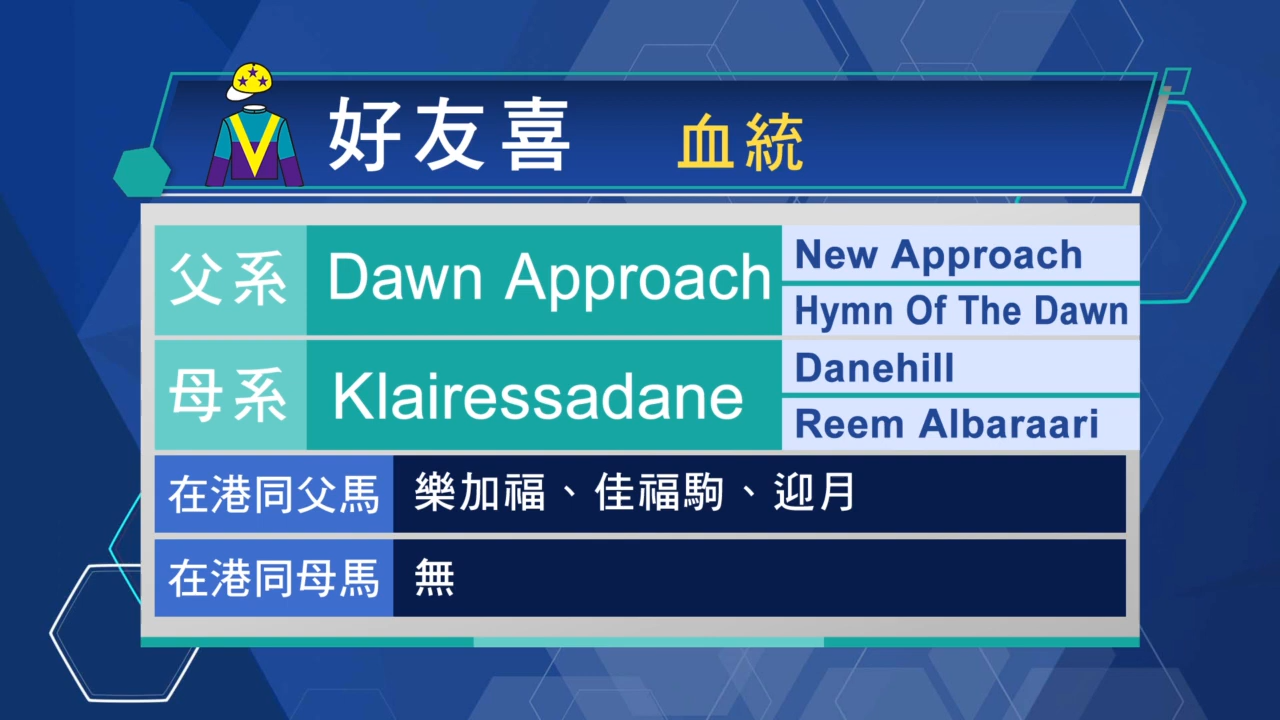 好友喜 血統
父系 Dawn Approach
New Approach
Hymn Of The Dawn
母系 Klairessadane
Danehill
Reem Albaraari
在港同父馬 樂加福、佳福駒、迎月
在港同母馬 無